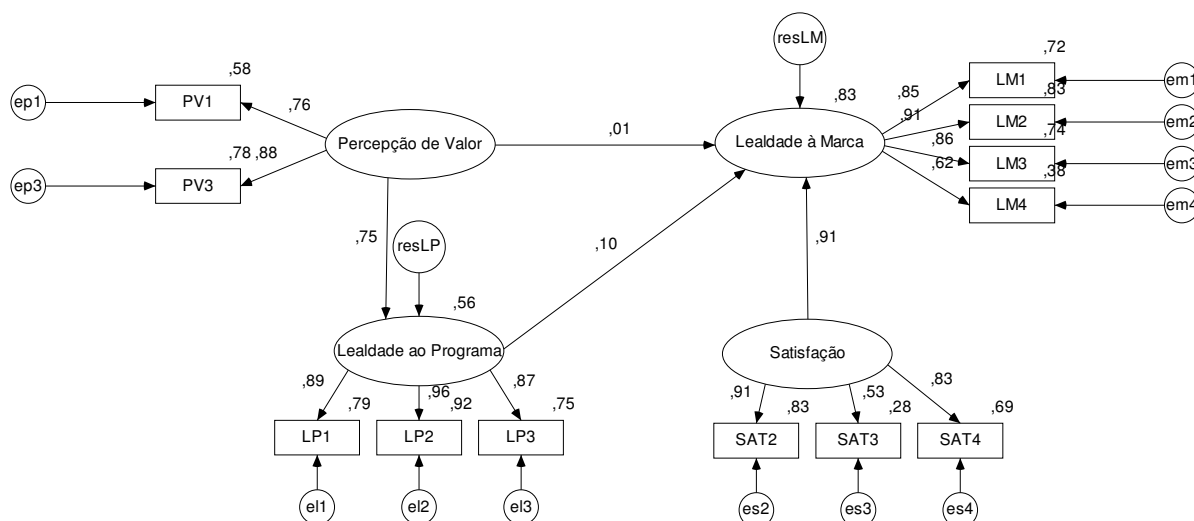 resLM
,72
,58
LM1
ep1
PV1
,76
,83
,85
em1
,83
,91
LM2
em2
Percepção de Valor
,01
Lealdade à Marca
,86
,74
LM3
em3
,78
,88
,62
,38
ep3
PV3
LM4
em4
,75
resLP
,10
,91
,56
Lealdade ao Programa
Satisfação
,89
,96
,87
,91
,53
,83
,79
,92
,75
,83
,28
,69
LP1
LP2
LP3
SAT2
SAT3
SAT4
el1
el2
el3
es2
es3
es4